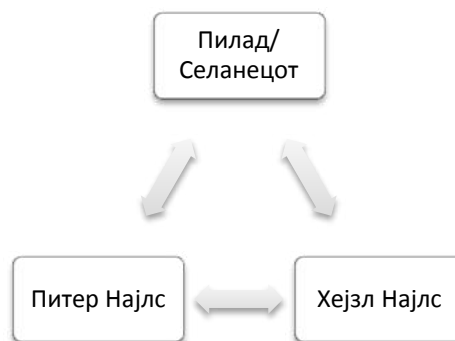 Пилад/
Селанецот
Питер Најлс
Хејзл Најлс